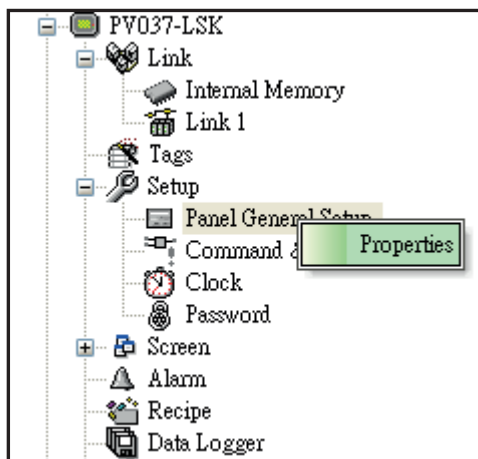 PV037-LSK
Link
Internal Memory
Link 1
Tags
Setup
Panel General Setup
Properties
Command &
Clock
Password
Screen
Alarm
Recipe
Data Logger